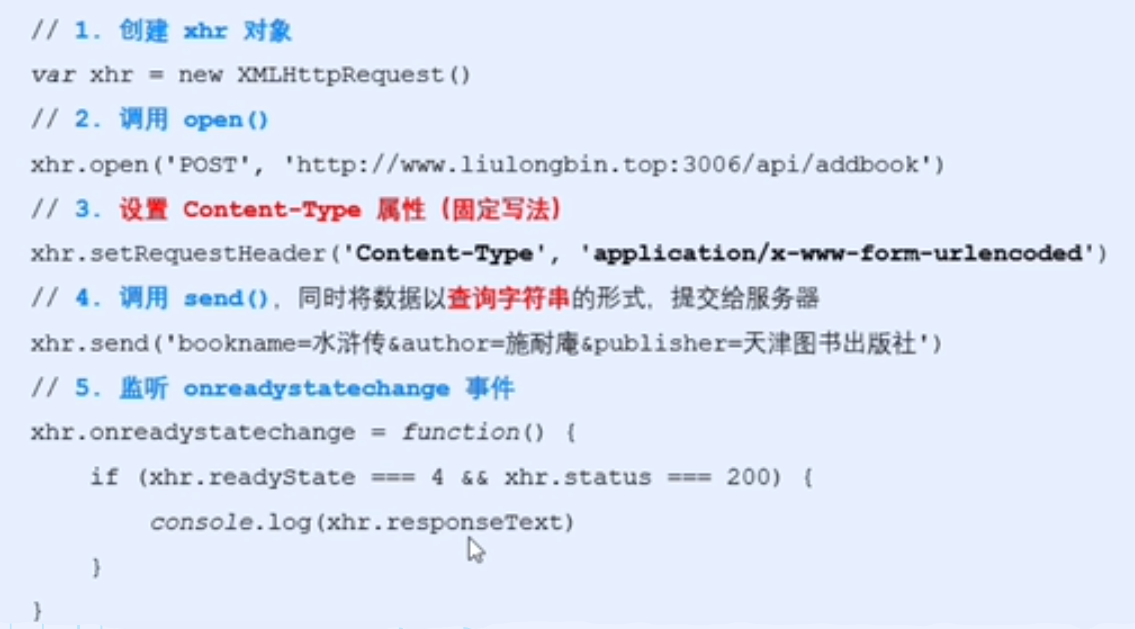 // 1. 创建 xhr 对象
var xhr = new XMLHttpRequest()
// 2. 调用 open()
xhr.open('POST', 'http://www.liulongbin.top:3006/api/addbook')
// 3. 设置 Content-Type 属性（固定写法）
xhr.setRequestHeader('Content-Type', 'application/x-www-form-urlencoded')
// 4. 调用 send()，同时将数据以查询字符串的形式，提交给服务器
xhr.send('bookname=水浒传&author=施耐庵&publisher=天津图书出版社')
// 5. 监听 onreadystatechange 事件
xhr.onreadystatechange = function() {
    if (xhr.readyState === 4 && xhr.status === 200) {
        console.log(xhr.responseText)
    }
}